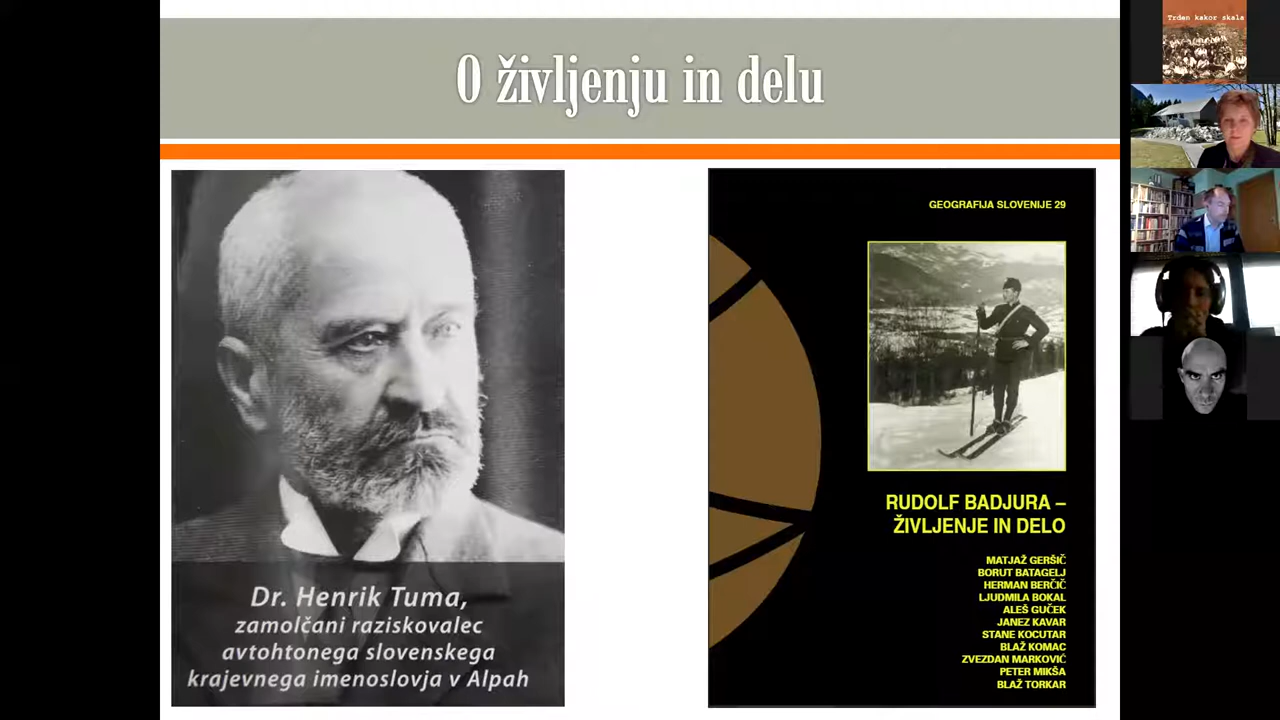 O življenju in delu
Dr. Henrik Tuma,
zamolčani raziskovalec
avtohtonega slovenskega
krajevnega imenoslovja v Alpah
GEOGRAFIJA SLOVENIJE 29
RUDOLF BADJURA –
ŽIVLJENJE IN DELO
MATJAŽ GERŠIČ
BORUT BATAGELJ
HERMAN BERČIČ
LJUDMILA BOKAL
ALEŠ GUČEK
JANEZ KAVAR
STANE KOCUTAR
BLAŽ KOMAC
ZVEZDAN MARKOVIĆ
PETER MIKŠA
BLAŽ TORKAR
Trden kakor skala